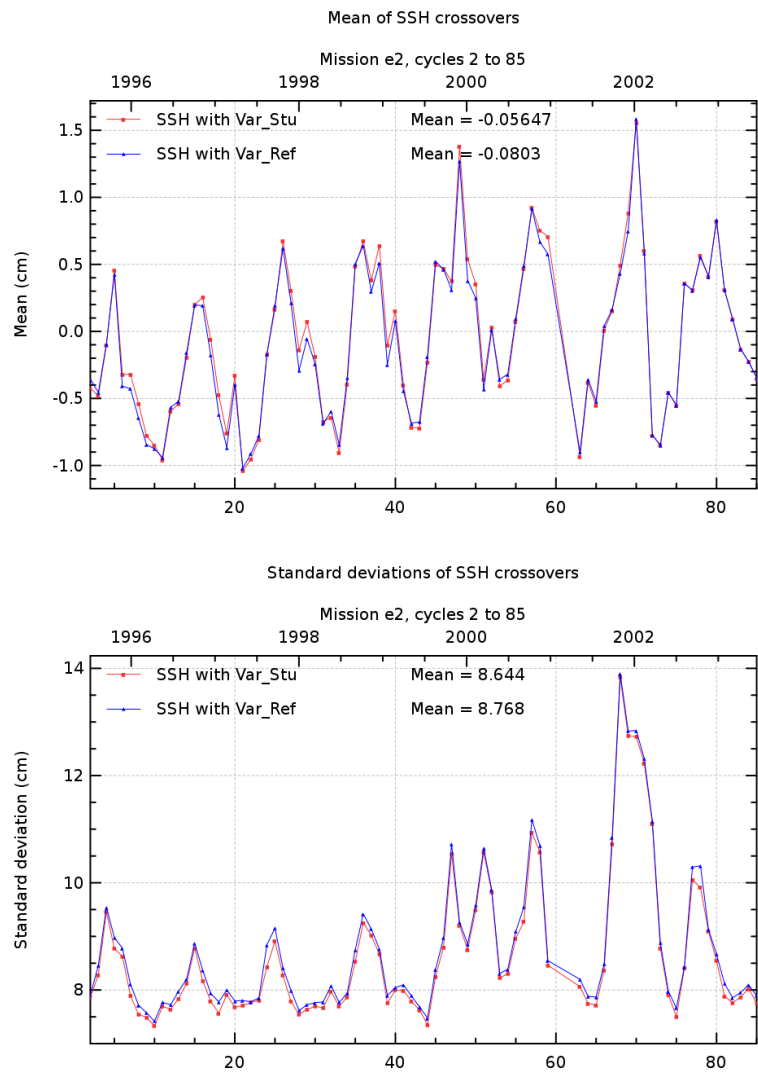 Mean of SSH crossovers
Mission e2, cycles 2 to 85
1996 1998 2000 2002
SSH with Var_Stu Mean = -0.05647
SSH with Var_Ref Mean = -0.0803
1.5
1.0
0.5
0.0
-0.5
-1.0
Mean (cm)
20 40 60 80
Standard deviations of SSH crossovers
Mission e2, cycles 2 to 85
1996 1998 2000 2002
SSH with Var_Stu Mean = 8.644
SSH with Var_Ref Mean = 8.768
14
12
10
8
Standard deviation (cm)
20 40 60 80